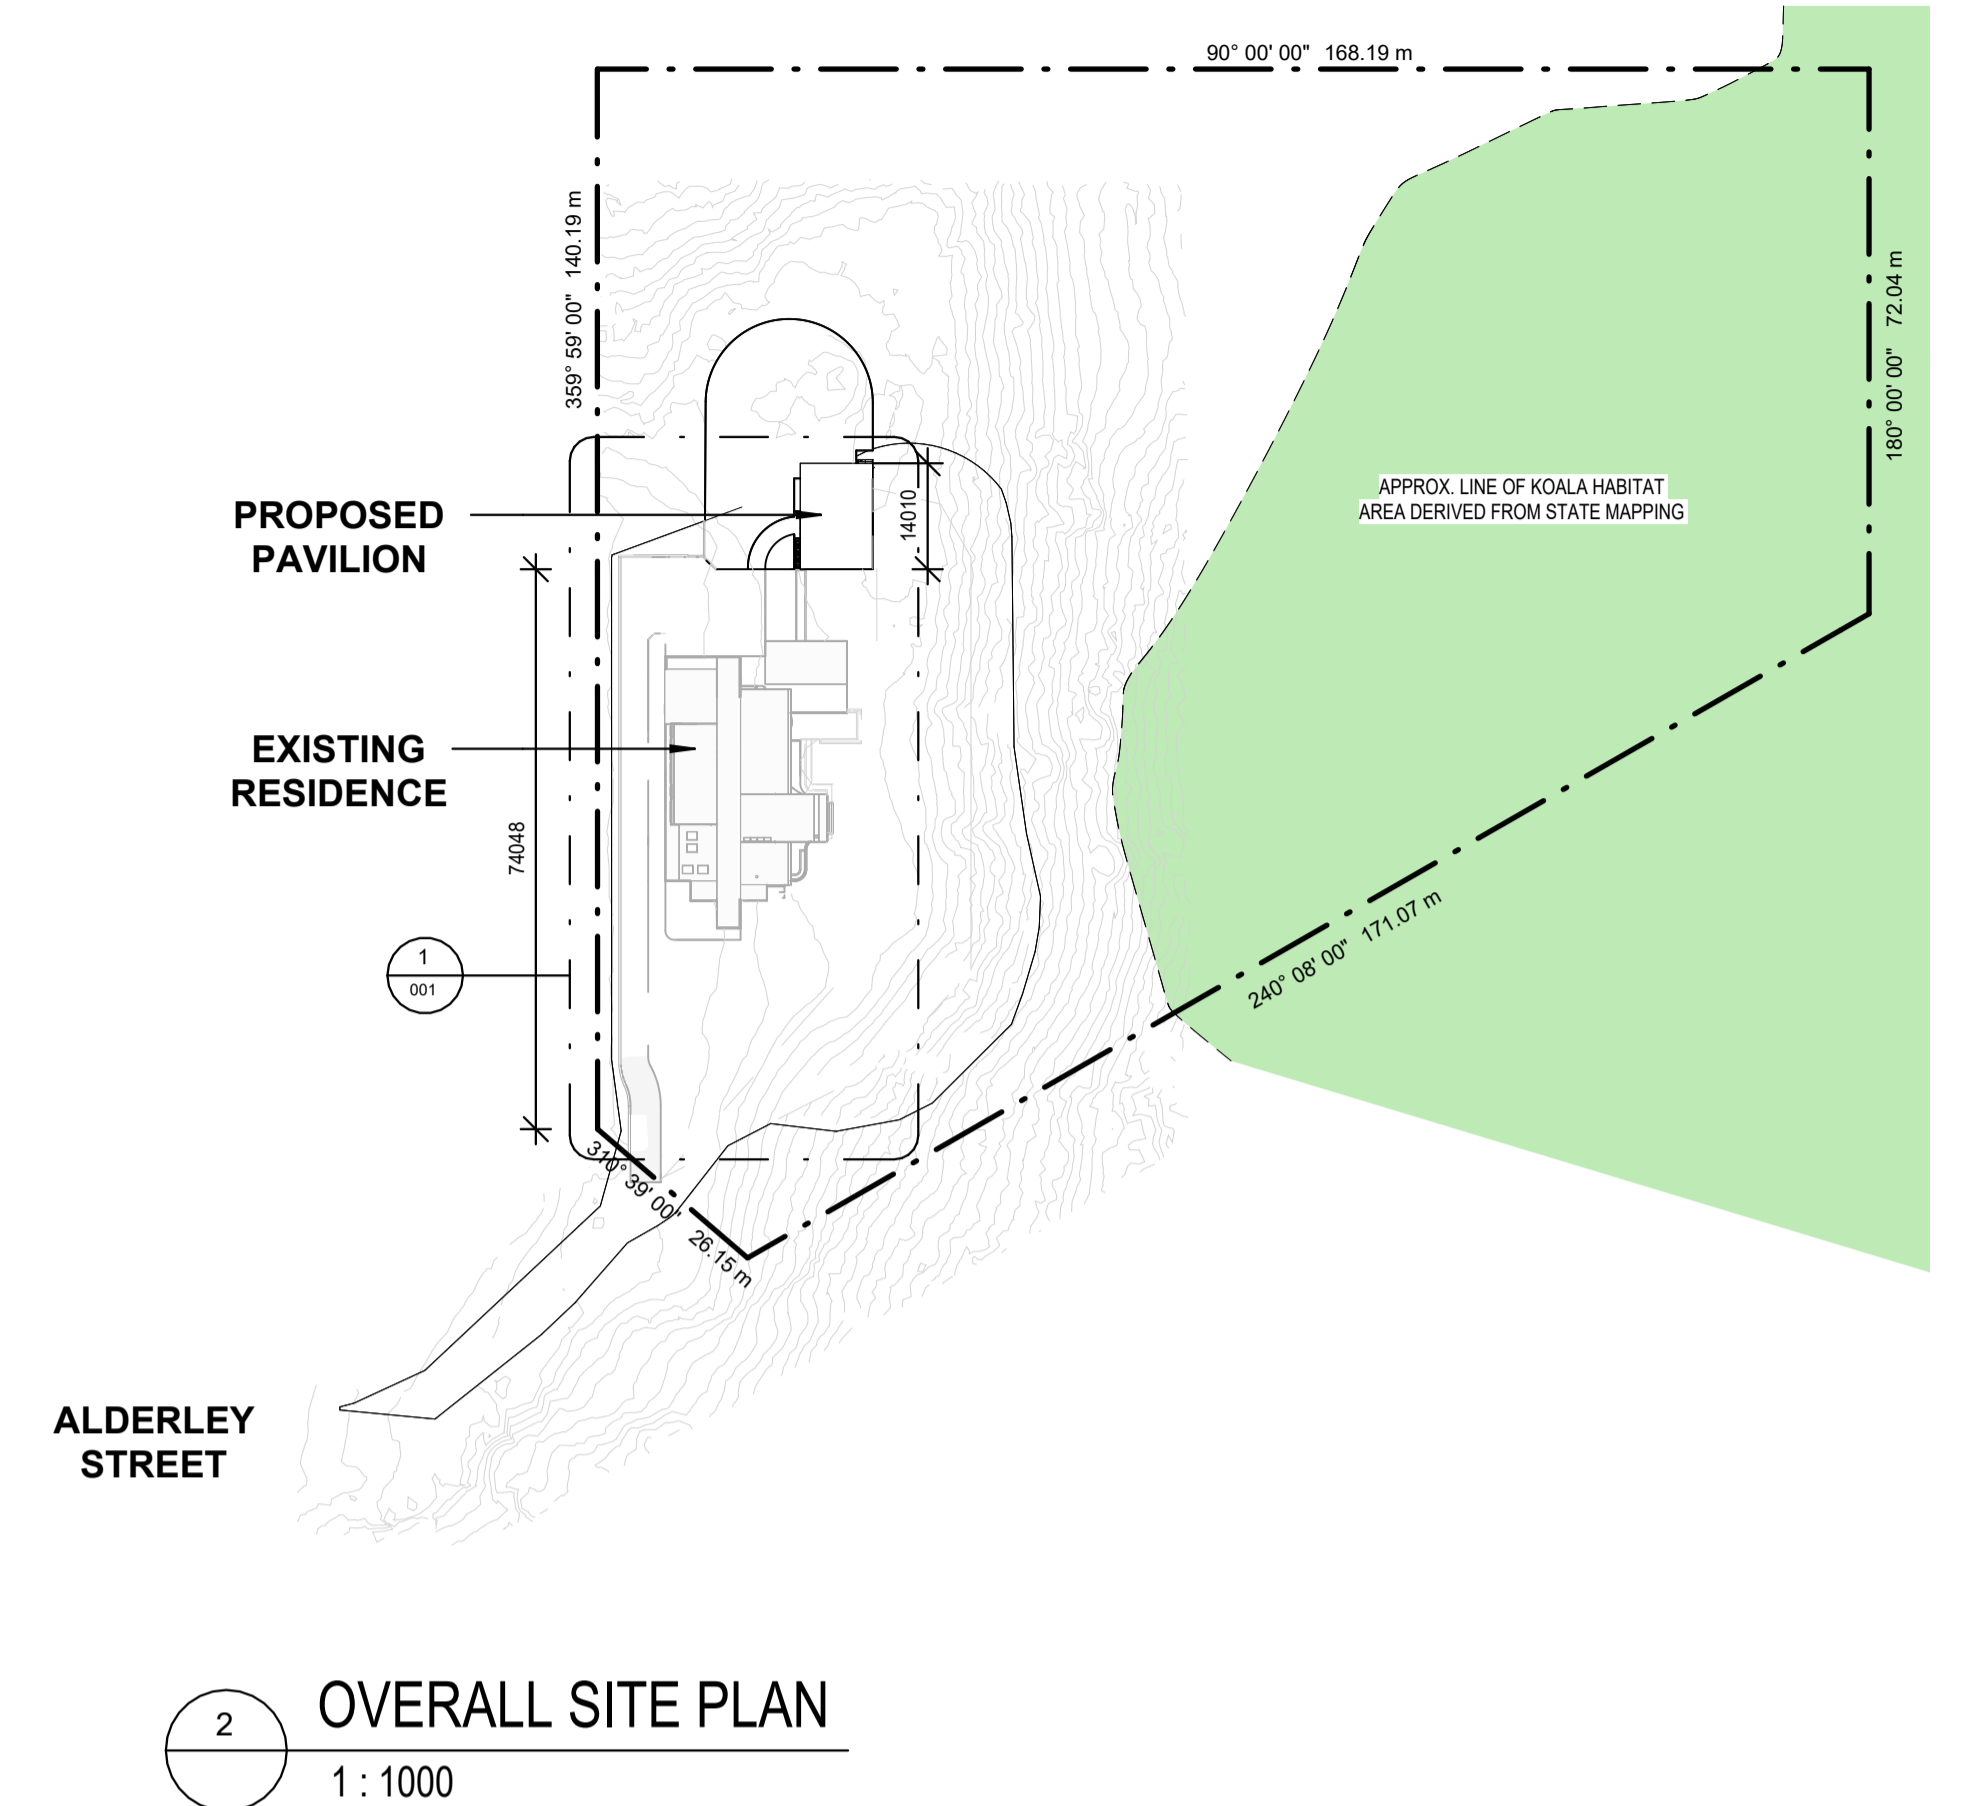 90° 00' 00" 168.19 m
359° 59' 00" 140.19 m
180° 00' 00" 72.04 m
APPROX. LINE OF KOALA HABITAT
AREA DERIVED FROM STATE MAPPING
PROPOSED
PAVILION
14010
EXISTING
RESIDENCE
74048
240° 08' 00" 171.07 m
1
001
310° 39' 00" 26.15 m
ALDERLEY
STREET
2
OVERALL SITE PLAN
1 : 1000